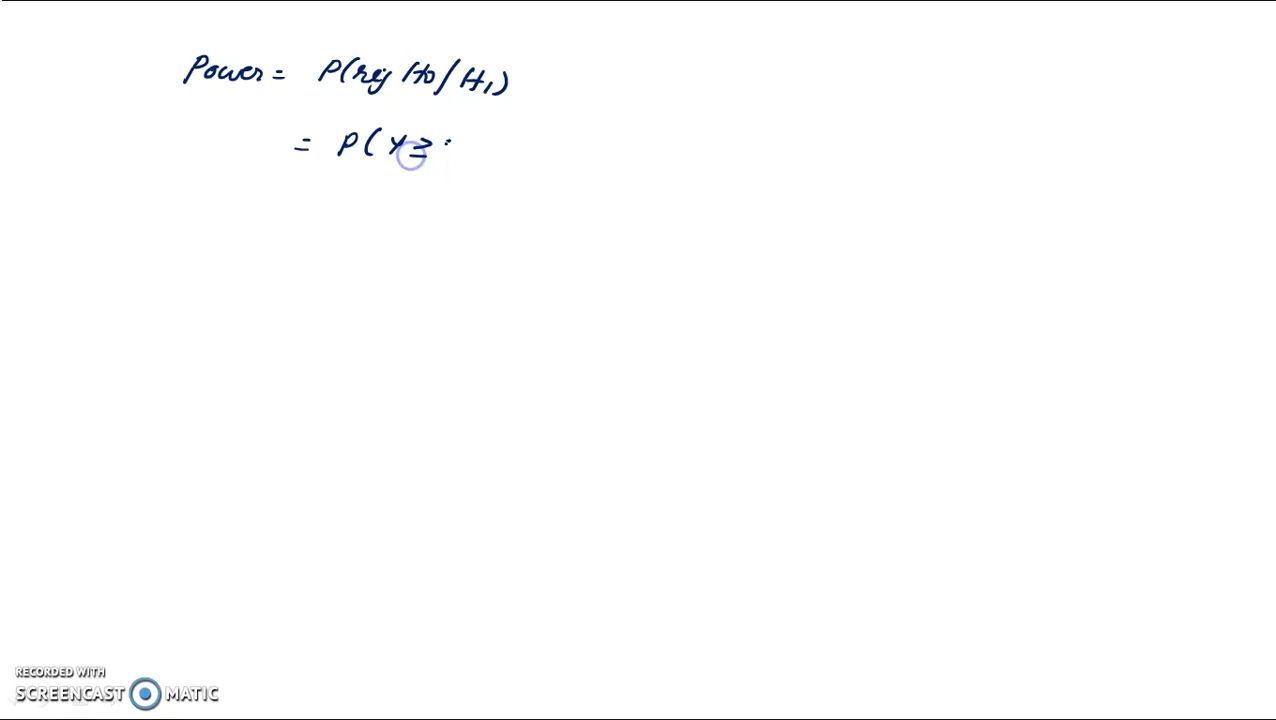 Power = P(rej H0/H1)
= P(Y ≥
RECORDED WITH
SCREENCAST MATIC